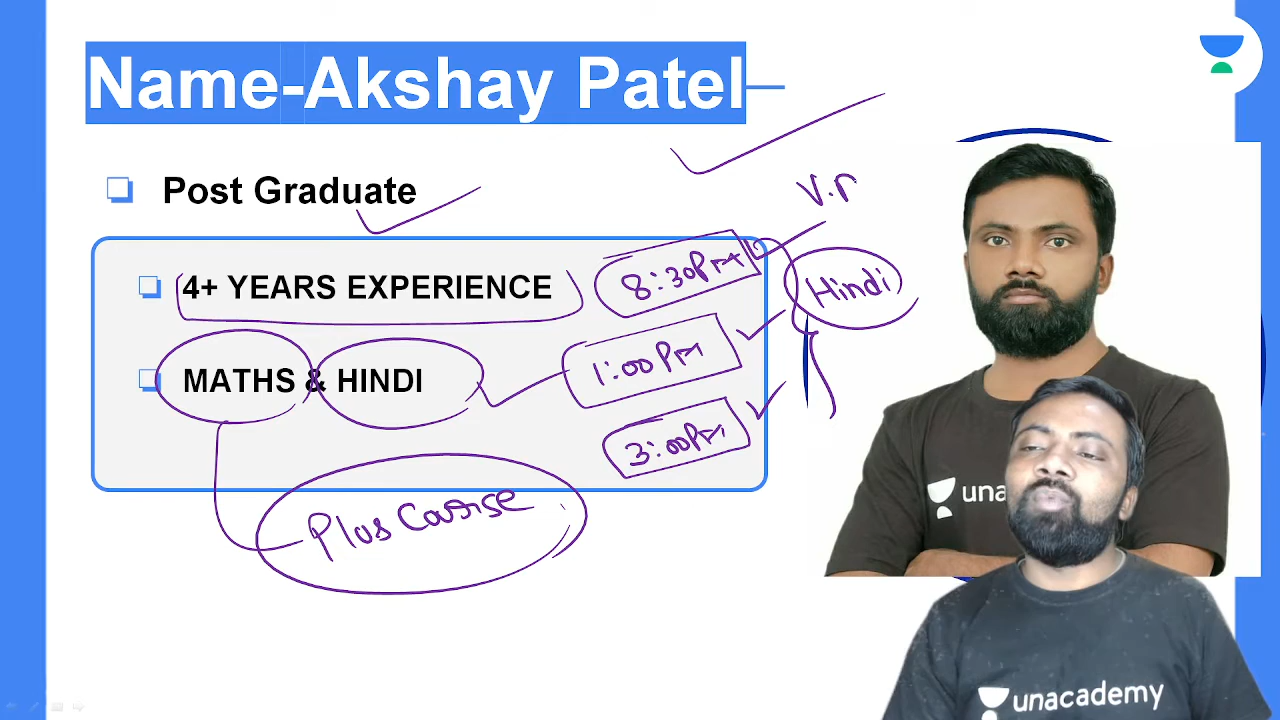 Name-Akshay Patel
Post Graduate
V.P
4+ YEARS EXPERIENCE
8:30PM
Hindi
MATHS & HINDI
1:00PM
3:00PM
Plus Course
una
unacademy